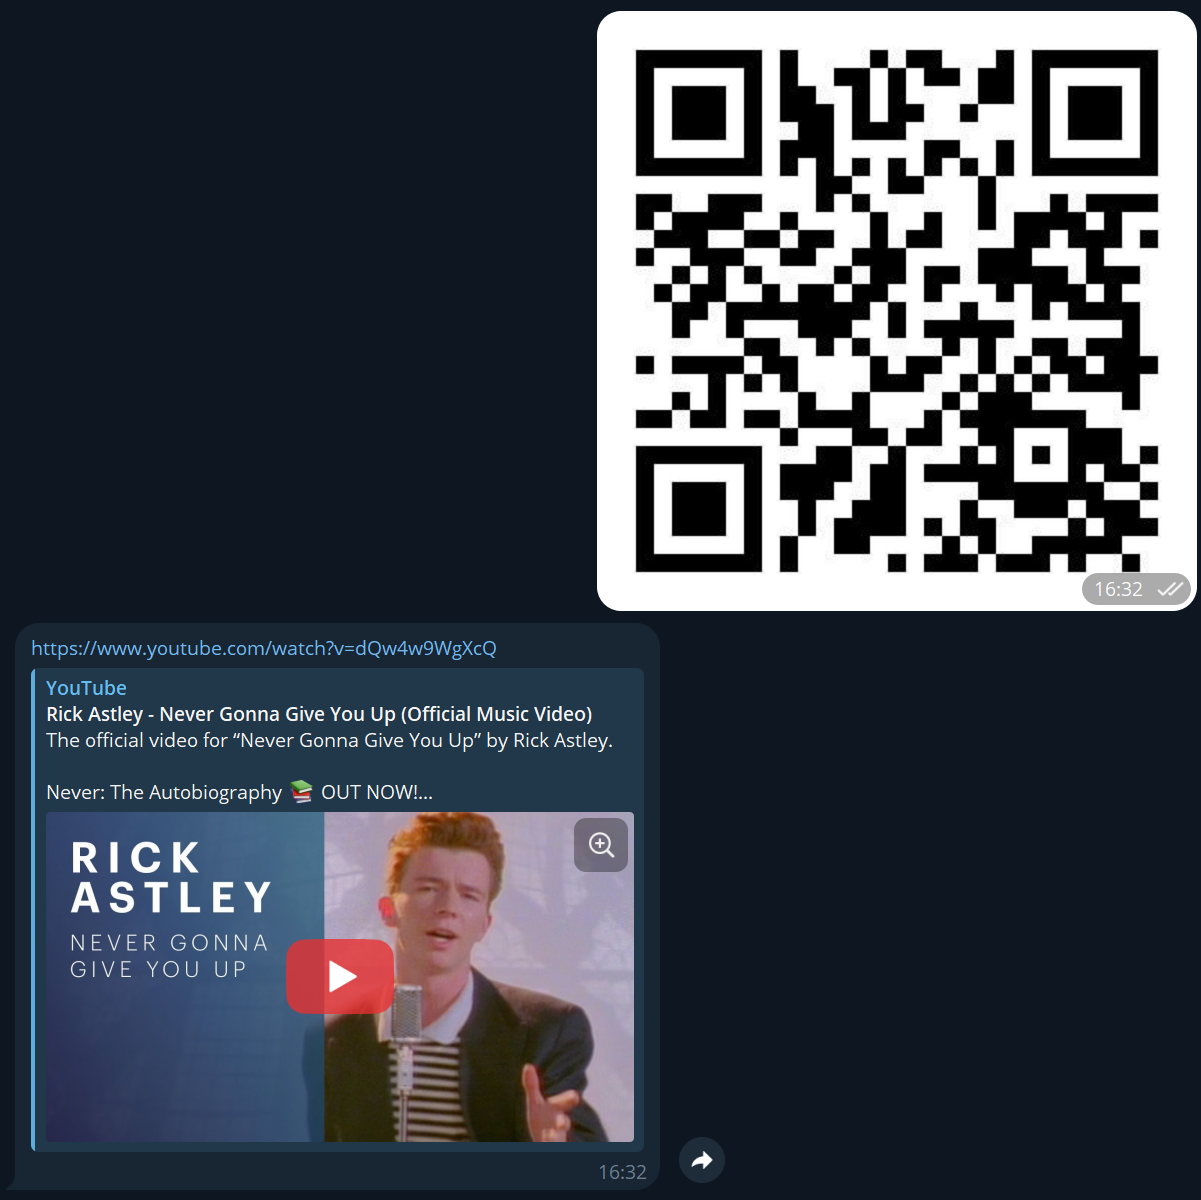 16:32
https://www.youtube.com/watch?v=dQw4w9WgXcQ
YouTube
Rick Astley - Never Gonna Give You Up (Official Music Video)
The official video for “Never Gonna Give You Up” by Rick Astley.
Never: The Autobiography 📚 OUT NOW!...
RICK
ASTLEY
NEVER GONNA
GIVE YOU UP
16:32